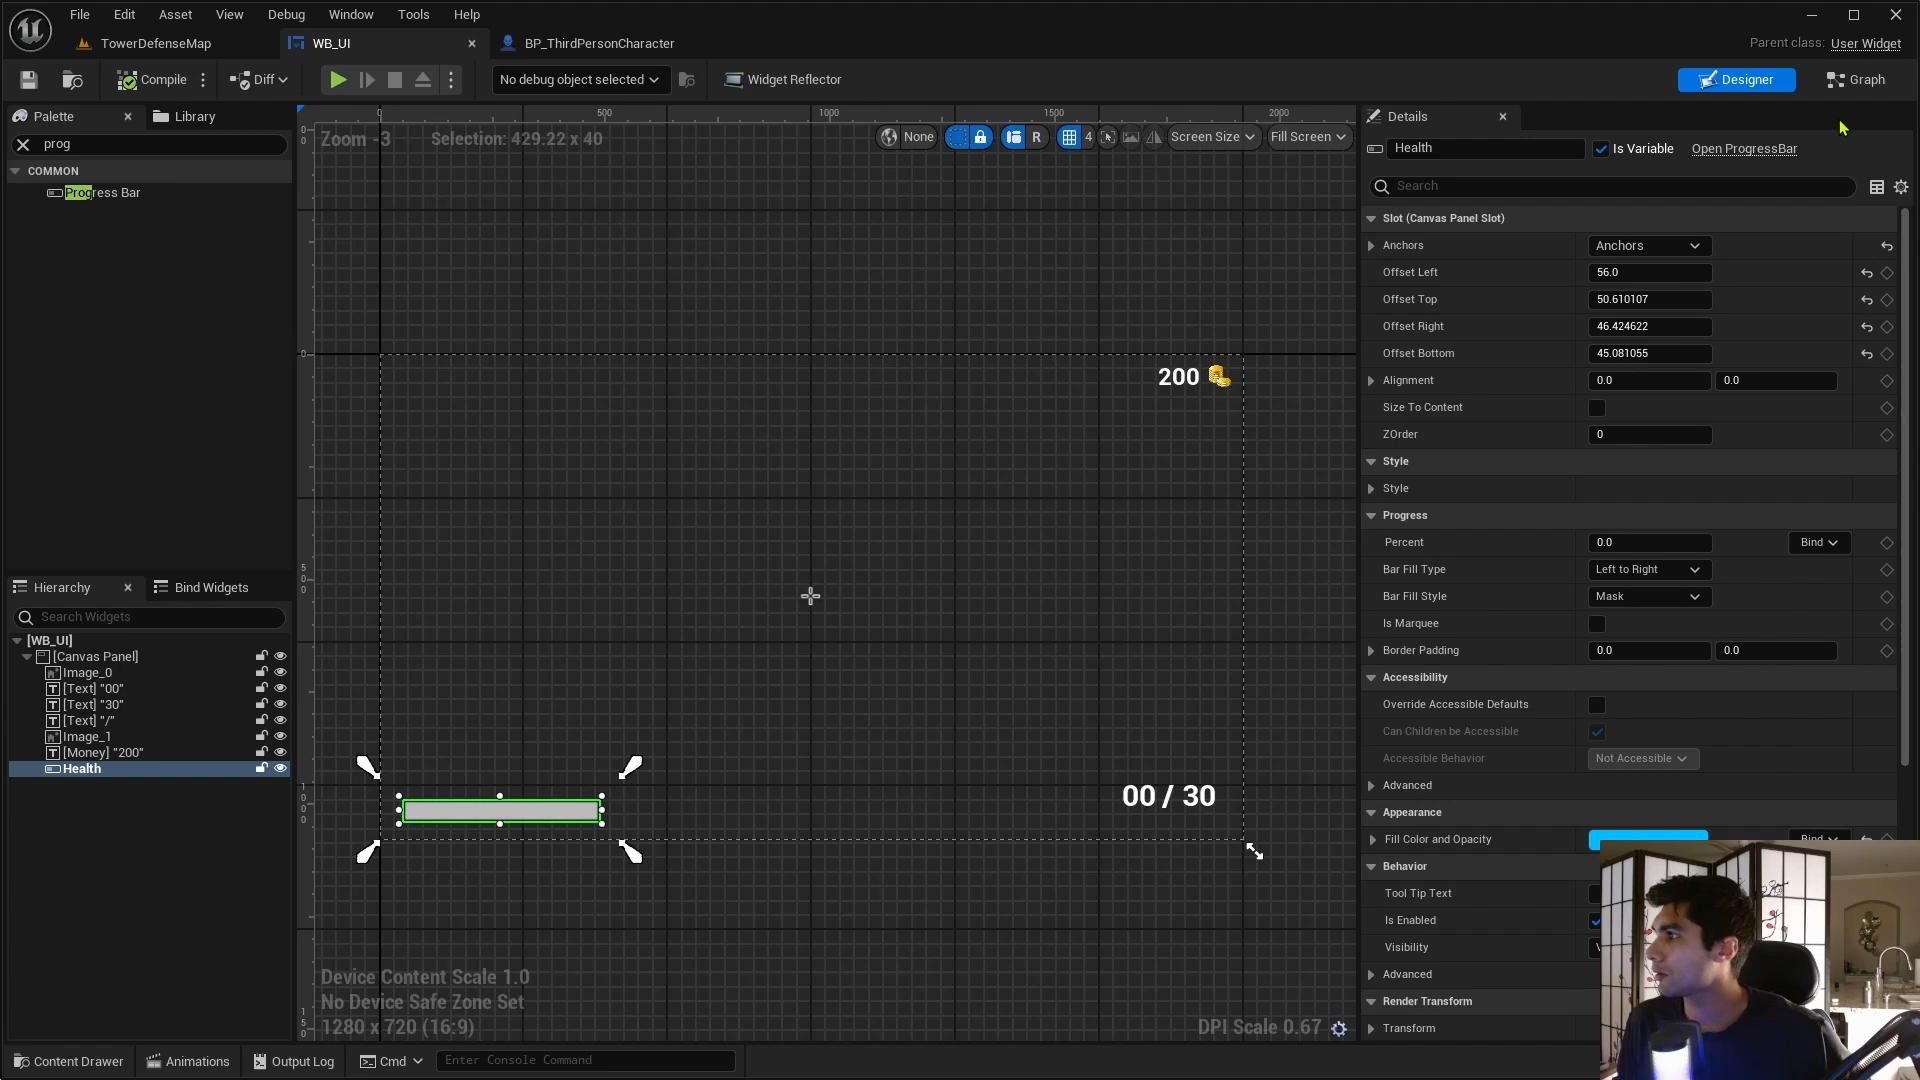 File Edit Asset View Debug Window Tools Help
TowerDefenseMap WB_UI BP_ThirdPersonCharacter Parent class: User Widget
Compile Diff No debug object selected Widget Reflector Designer Graph
Palette Library
prog
COMMON
Progress Bar
Hierarchy Bind Widgets
Search Widgets
[WB_UI]
[Canvas Panel]
Image_0
[Text] "00"
[Text] "30"
[Text] "/"
Image_1
[Money] "200"
Health
0 500 1000 1500 2000
Zoom -3 Selection: 429.22 x 40 None R 4 Screen Size Fill Screen
0
0
0
500
1000
150
200
00 / 30
Device Content Scale 1.0
No Device Safe Zone Set
1280 x 720 (16:9) DPI Scale 0.67
Details
Health Is Variable Open ProgressBar
Search
Slot (Canvas Panel Slot)
Anchors Anchors
Offset Left 56.0
Offset Top 50.610107
Offset Right 46.424622
Offset Bottom 45.081055
Alignment 0.0 0.0
Size To Content
ZOrder 0
Style
Style
Progress
Percent 0.0 Bind
Bar Fill Type Left to Right
Bar Fill Style Mask
Is Marquee
Border Padding 0.0 0.0
Accessibility
Override Accessible Defaults
Can Children be Accessible
Accessible Behavior Not Accessible
Advanced
Appearance
Fill Color and Opacity Bind
Behavior
Tool Tip Text
Is Enabled
Visibility
Advanced
Render Transform
Transform
Content Drawer Animations Output Log Cmd Enter Console Command